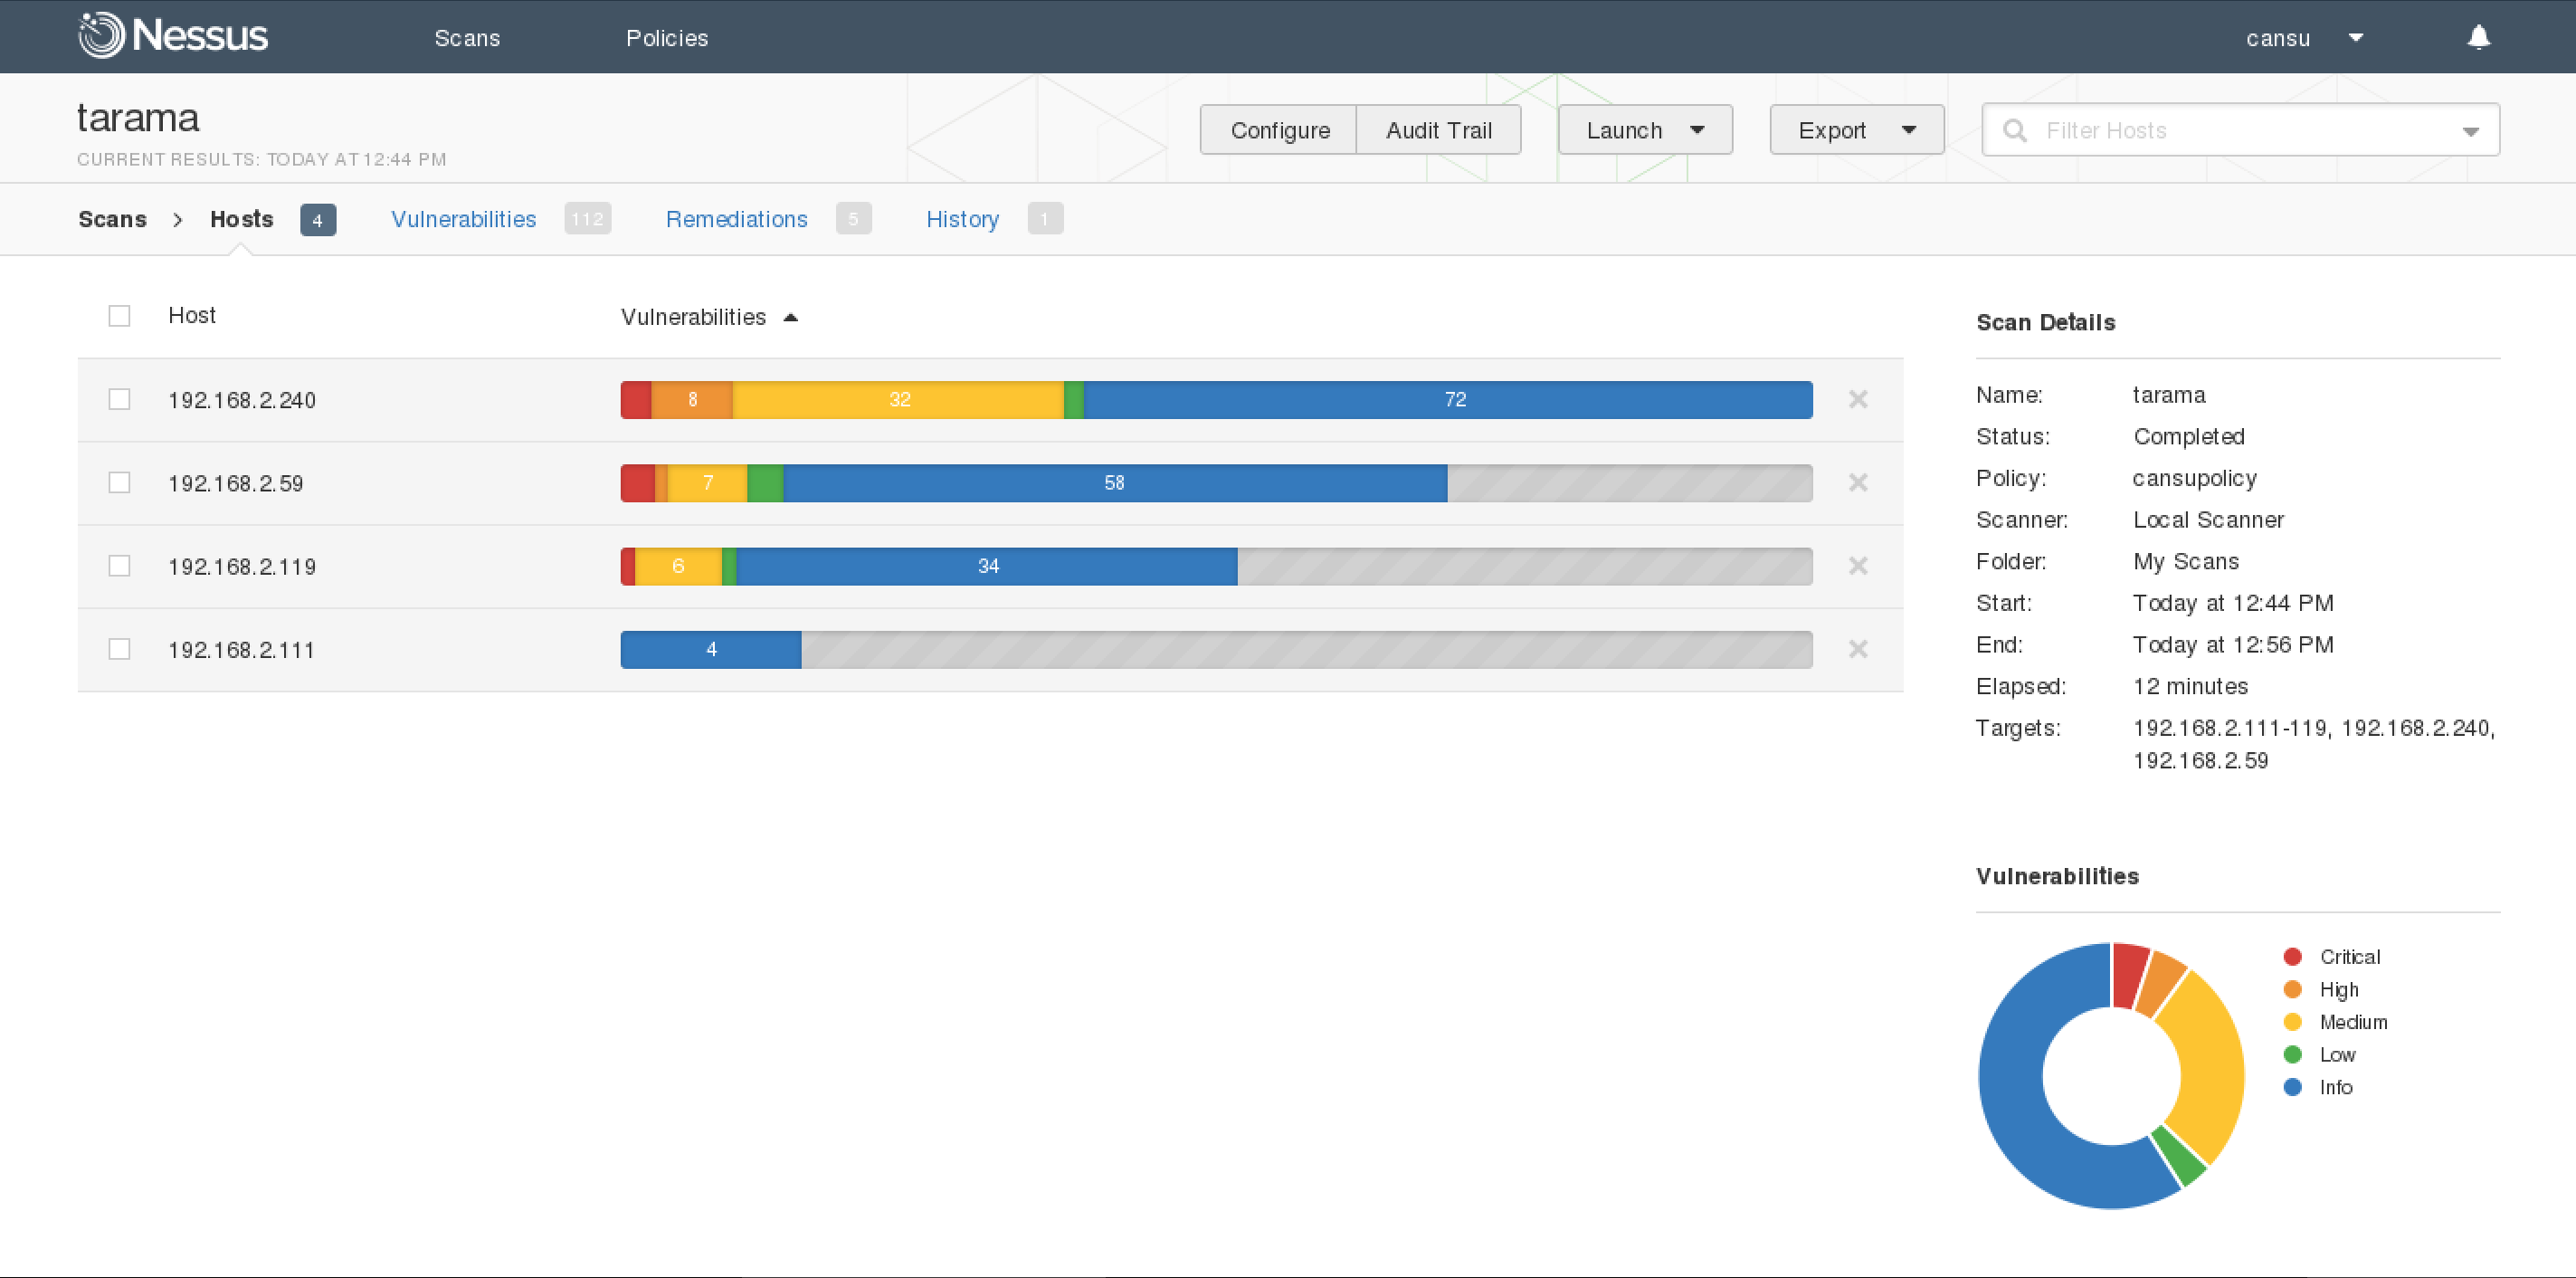 Nessus Scans Policies cansu
tarama
CURRENT RESULTS: TODAY AT 12:44 PM
Configure Audit Trail Launch Export Filter Hosts
Scans > Hosts 4 Vulnerabilities 112 Remediations 5 History 1
Host Vulnerabilities
192.168.2.240 8 32 72
192.168.2.59 7 58
192.168.2.119 6 34
192.168.2.111 4
Scan Details
Name: tarama
Status: Completed
Policy: cansupolicy
Scanner: Local Scanner
Folder: My Scans
Start: Today at 12:44 PM
End: Today at 12:56 PM
Elapsed: 12 minutes
Targets: 192.168.2.111-119, 192.168.2.240,
192.168.2.59
Vulnerabilities
Critical
High
Medium
Low
Info